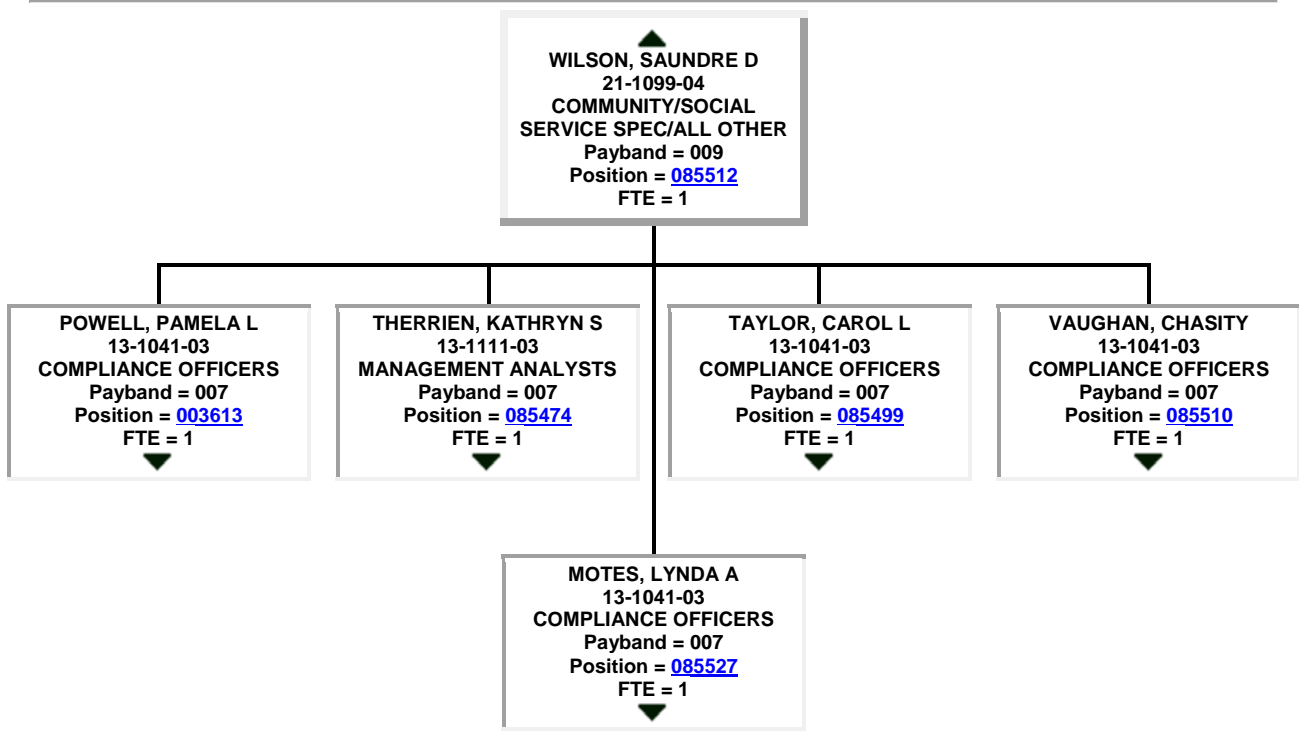 WILSON, SAUNDRE D
21-1099-04
COMMUNITY/SOCIAL
SERVICE SPEC/ALL OTHER
Payband = 009
Position = 085512
FTE = 1
POWELL, PAMELA L
13-1041-03
COMPLIANCE OFFICERS
Payband = 007
Position = 003613
FTE = 1
THERRIEN, KATHRYN S
13-1111-03
MANAGEMENT ANALYSTS
Payband = 007
Position = 085474
FTE = 1
TAYLOR, CAROL L
13-1041-03
COMPLIANCE OFFICERS
Payband = 007
Position = 085499
FTE = 1
VAUGHAN, CHASITY
13-1041-03
COMPLIANCE OFFICERS
Payband = 007
Position = 085510
FTE = 1
MOTES, LYNDA A
13-1041-03
COMPLIANCE OFFICERS
Payband = 007
Position = 085527
FTE = 1